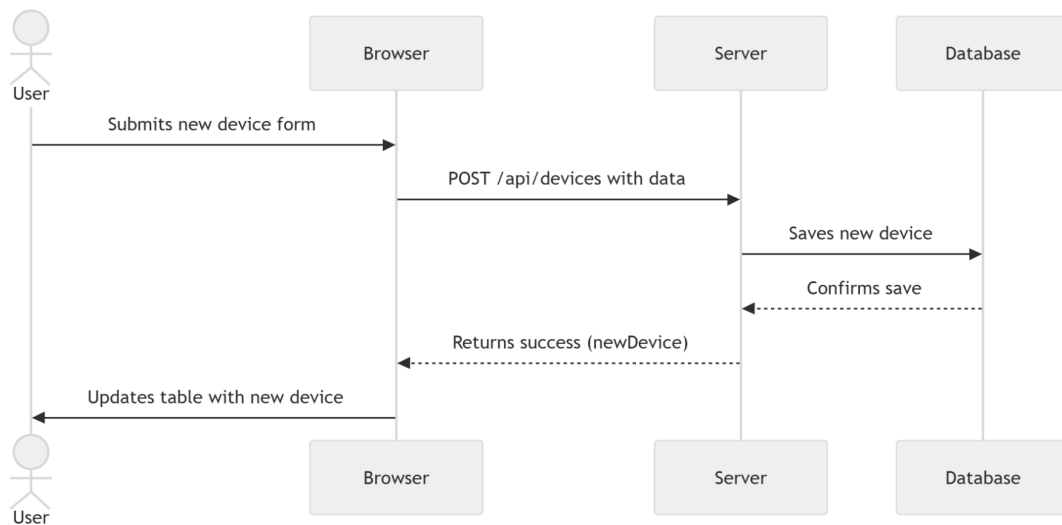 Browser
Server
Database
User
Submits new device form
POST /api/devices with data
Saves new device
Confirms save
Returns success (newDevice)
Updates table with new device
Browser
Server
Database
User